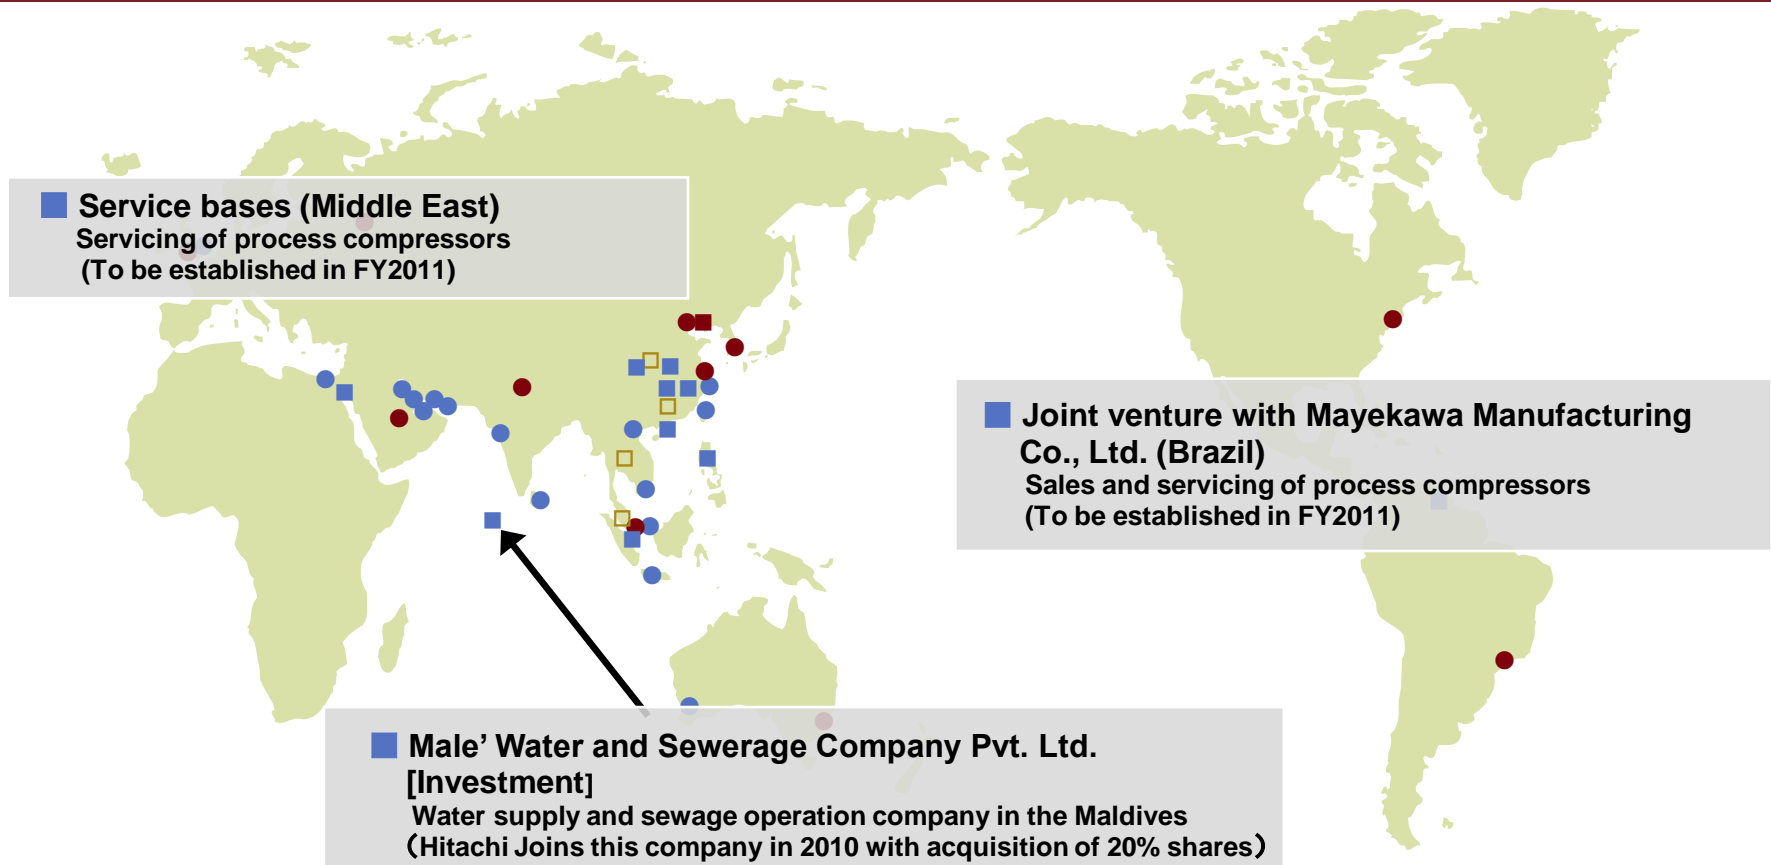 Service bases (Middle East)
Servicing of process compressors
(To be established in FY2011)
Joint venture with Mayekawa Manufacturing
Co., Ltd. (Brazil)
Sales and servicing of process compressors
(To be established in FY2011)
Male’ Water and Sewerage Company Pvt. Ltd.
[Investment]
Water supply and sewage operation company in the Maldives
（Hitachi Joins this company in 2010 with acquisition of 20% shares）